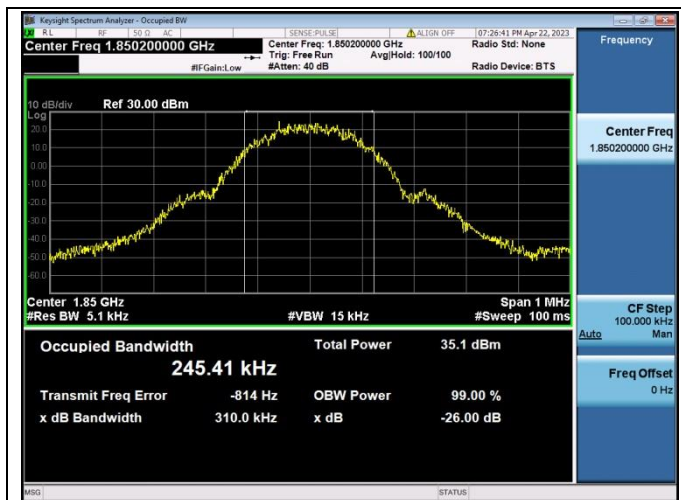 Keysight Spectrum Analyzer - Occupied BW
RL RF 50 Ω AC SENSE:PULSE ALIGN OFF 07:26:41 PM Apr 22, 2023
Center Freq 1.850200000 GHz Center Freq: 1.850200000 GHz Radio Std: None Frequency
Trig: Free Run Avg|Hold: 100/100
#IFGain:Low #Atten: 40 dB Radio Device: BTS
10 dB/div Ref 30.00 dBm
Log
20.0
10.0
0.00
-10.0
-20.0
-30.0
-40.0
-50.0
-60.0
Center Freq
1.850200000 GHz
Center 1.85 GHz Span 1 MHz
#Res BW 5.1 kHz #VBW 15 kHz #Sweep 100 ms
CF Step
100.000 kHz
Auto Man
Occupied Bandwidth Total Power 35.1 dBm
245.41 kHz
Transmit Freq Error -814 Hz OBW Power 99.00 %
x dB Bandwidth 310.0 kHz x dB -26.00 dB
Freq Offset
0 Hz
MSG STATUS